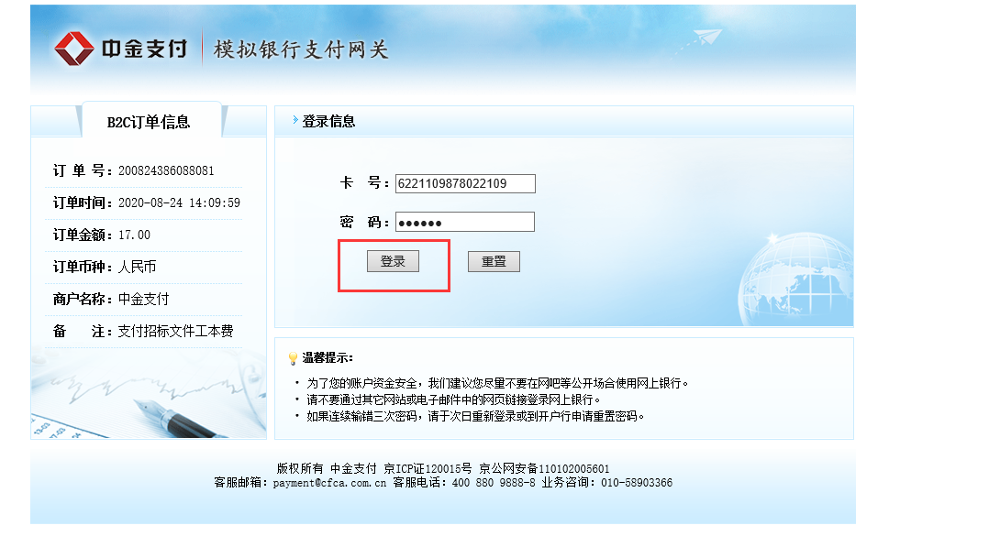 中金支付 模拟银行支付网关
B2C订单信息
订 单 号：200824386088081
订单时间：2020-08-24 14:09:59
订单金额：17.00
订单币种：人民币
商户名称：中金支付
备 注：支付招标文件工本费
登录信息
卡 号：6221109878022109
密 码：●●●●●●
登录 重置
温馨提示：
· 为了您的账户资金安全，我们建议您尽量不要在网吧等公开场合使用网上银行。
· 请不要通过其它网站或电子邮件中的网页链接登录网上银行。
· 如果连续输错三次密码，请于次日重新登录或到开户行申请重置密码。
版权所有 中金支付 京ICP证120015号 京公网安备110102005601
客服邮箱：payment@cfca.com.cn 客服电话：400 880 9888-8 业务咨询：010-58903366